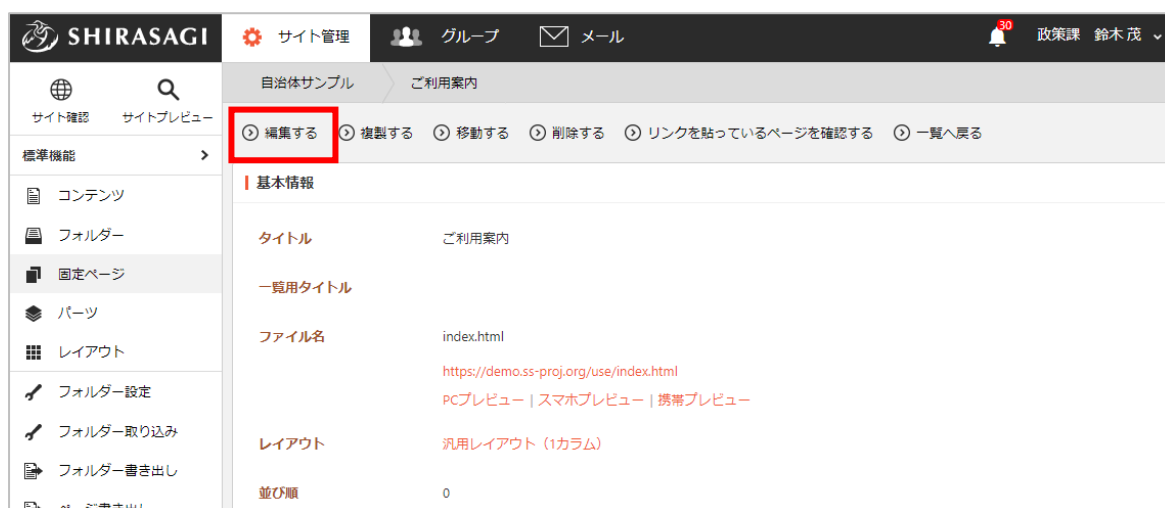 SHIRASAGI サイト管理 グループ メール 30 政策課 鈴木 茂
サイト確認 サイトプレビュー
自治体サンプル ご利用案内
編集する 複製する 移動する 削除する リンクを貼っているページを確認する 一覧へ戻る
標準機能
コンテンツ
フォルダー
固定ページ
パーツ
レイアウト
フォルダー設定
フォルダー取り込み
フォルダー書き出し
基本情報
タイトル ご利用案内
一覧用タイトル
ファイル名 index.html
https://demo.ss-proj.org/use/index.html
PCプレビュー | スマホプレビュー | 携帯プレビュー
レイアウト 汎用レイアウト（1カラム）
並び順 0